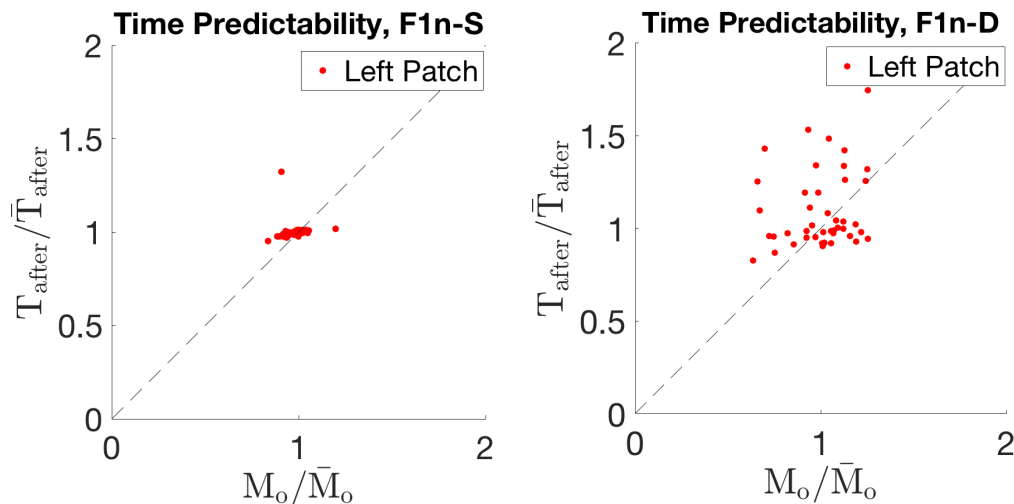 Time Predictability, F1n-S
Left Patch
2
1.5
1
0.5
0
0
1
2
T_after/T̄_after
M_o/M̄_o
Time Predictability, F1n-D
Left Patch
2
1.5
1
0.5
0
0
1
2
T_after/T̄_after
M_o/M̄_o